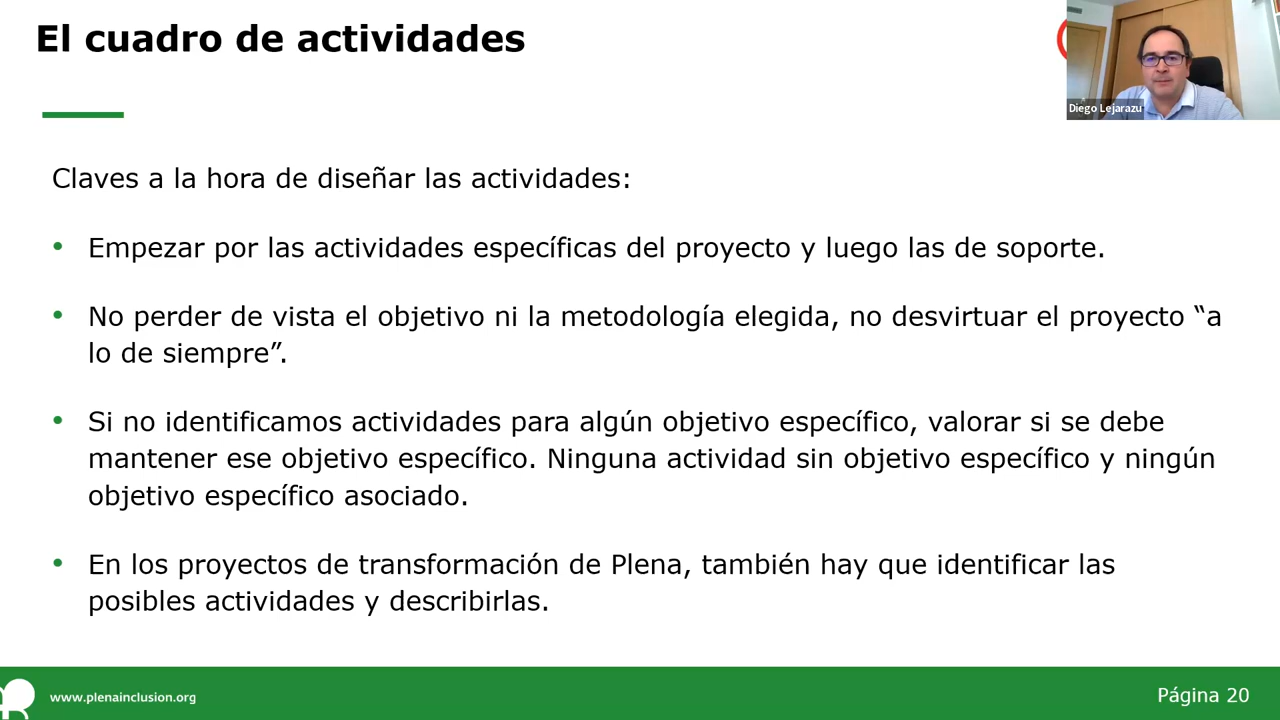 El cuadro de actividades
Diego Lejarazu
Claves a la hora de diseñar las actividades:
• Empezar por las actividades específicas del proyecto y luego las de soporte.
• No perder de vista el objetivo ni la metodología elegida, no desvirtuar el proyecto “a
lo de siempre”.
• Si no identificamos actividades para algún objetivo específico, valorar si se debe
mantener ese objetivo específico. Ninguna actividad sin objetivo específico y ningún
objetivo específico asociado.
• En los proyectos de transformación de Plena, también hay que identificar las
posibles actividades y describirlas.
www.plenainclusion.org
Página 20